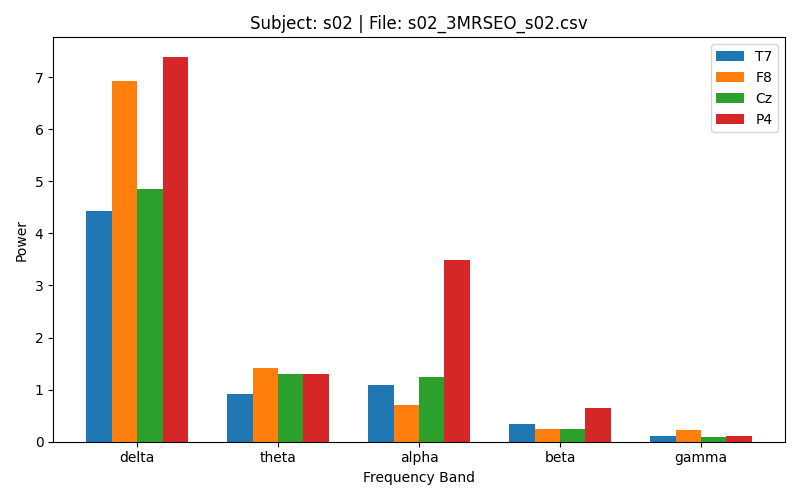 Subject: s02 | File: s02_3MRSEO_s02.csv
T7
F8
Cz
P4
Power
7
6
5
4
3
2
1
0
delta theta alpha beta gamma
Frequency Band